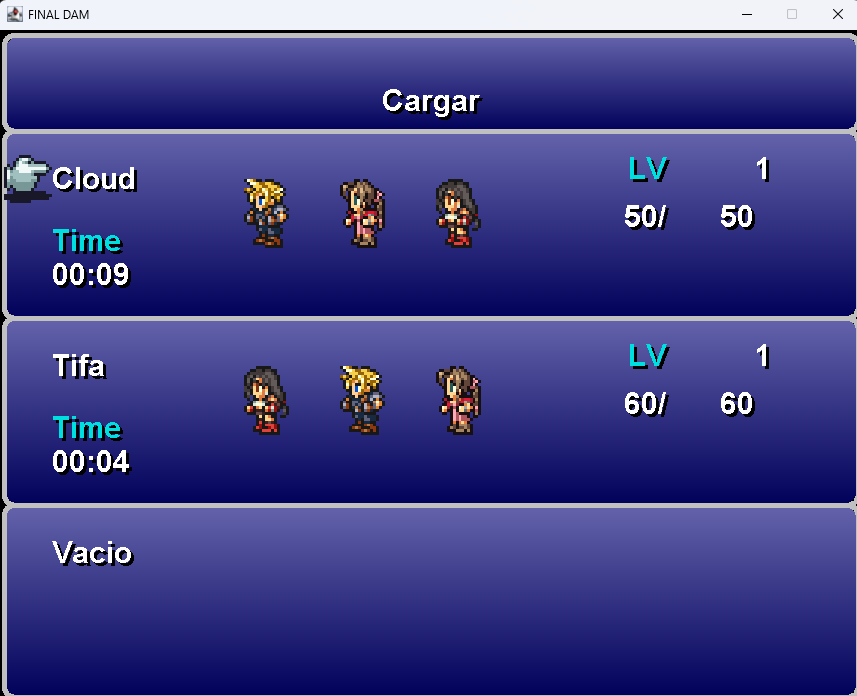 FINAL DAM
Cargar
Cloud
LV 1
50/ 50
Time
00:09
Tifa
LV 1
60/ 60
Time
00:04
Vacio